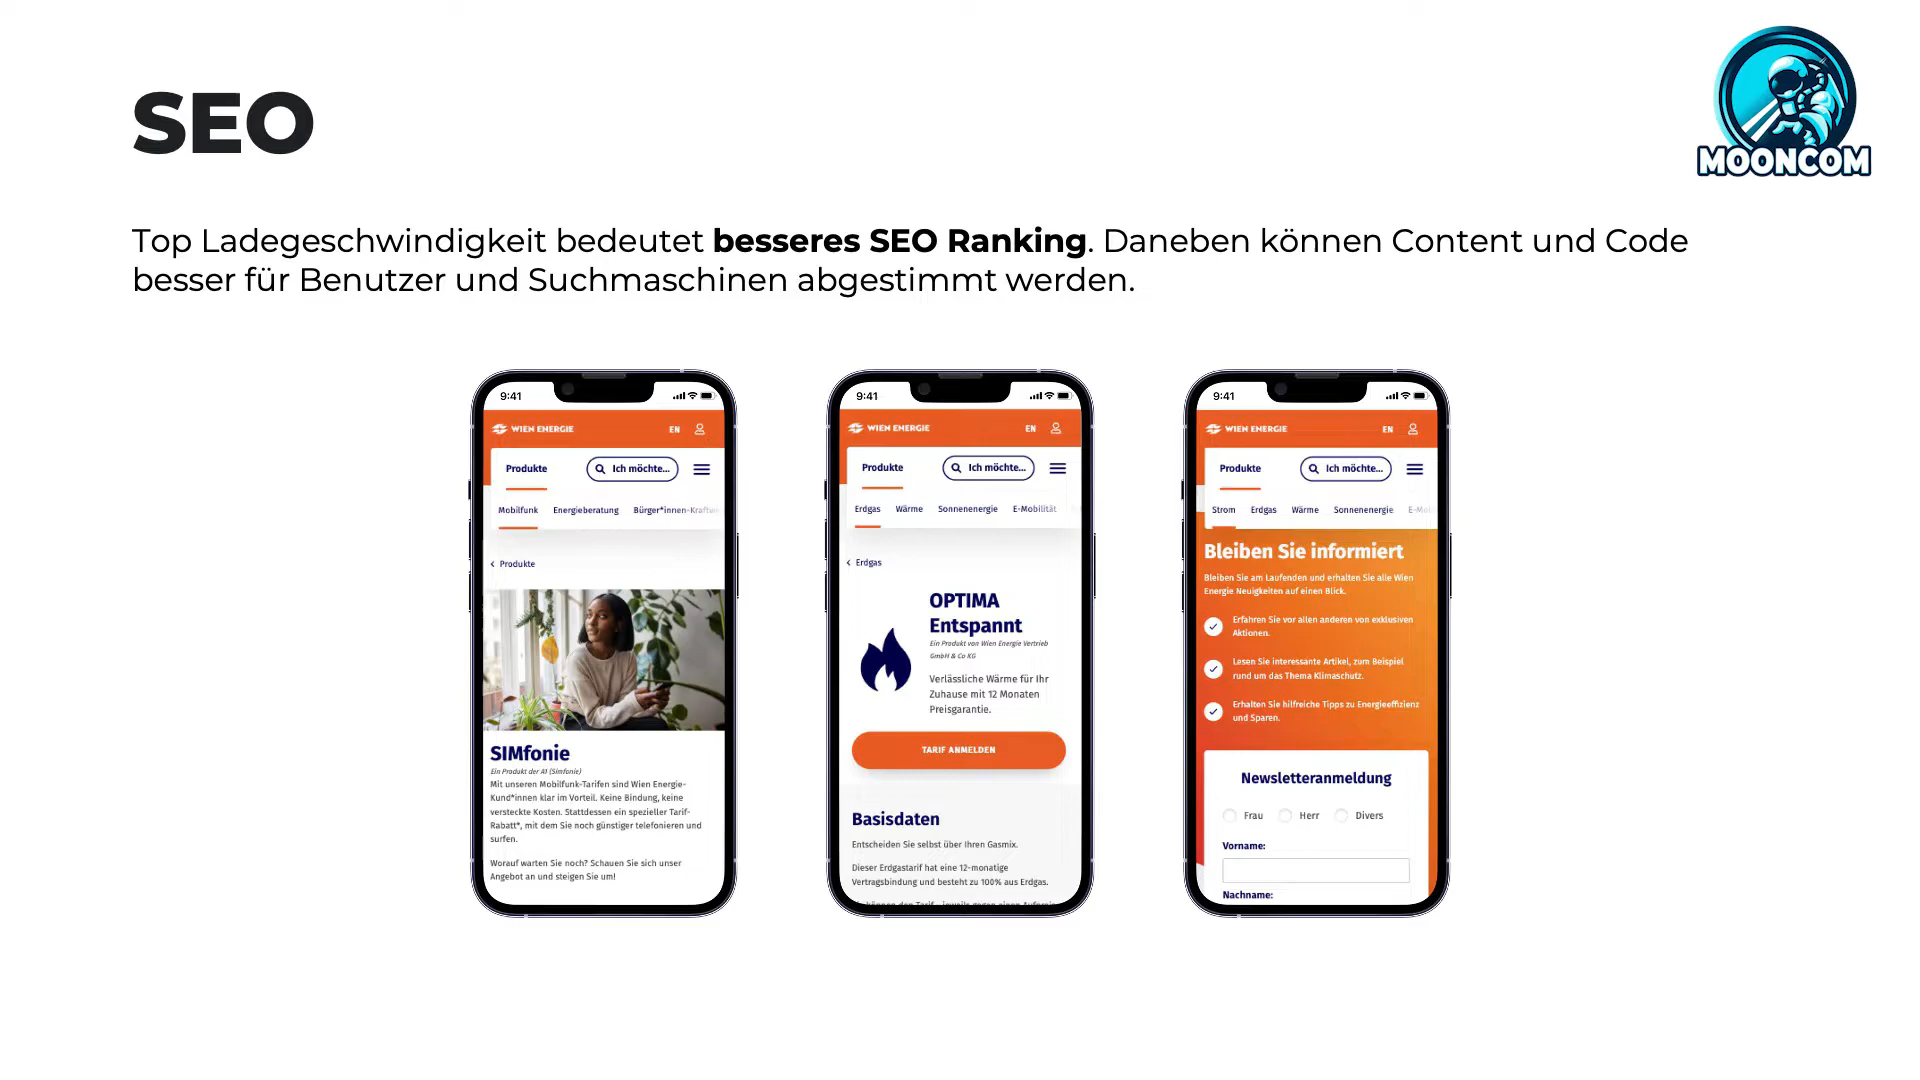 SEO
MOONCOM
Top Ladegeschwindigkeit bedeutet besseres SEO Ranking. Daneben können Content und Code
besser für Benutzer und Suchmaschinen abgestimmt werden.
9:41
WIEN ENERGIE EN
Produkte Ich möchte...
Mobilfunk Energieberatung Bürger*innen-Kraftwe
Produkte
SIMfonie
Ein Produkt der A1 (Simfonie)
Mit unseren Mobilfunk-Tarifen sind Wien Energie-
Kund*innen klar im Vorteil. Keine Bindung, keine
versteckte Kosten. Stattdessen ein spezieller Tarif-
Rabatt*, mit dem Sie noch günstiger telefonieren und
surfen.
Worauf warten Sie noch? Schauen Sie sich unser
Angebot an und steigen Sie um!
9:41
WIEN ENERGIE EN
Produkte Ich möchte...
Erdgas Wärme Sonnenenergie E-Mobilität
Erdgas
OPTIMA
Entspannt
Ein Produkt von Wien Energie Vertrieb
GmbH & Co KG
Verlässliche Wärme für Ihr
Zuhause mit 12 Monaten
Preisgarantie.
TARIF ANMELDEN
Basisdaten
Entscheiden Sie selbst über Ihren Gasmix.
Dieser Erdgastarif hat eine 12-monatige
Vertragsbindung und besteht zu 100% aus Erdgas.
9:41
WIEN ENERGIE EN
Produkte Ich möchte...
Strom Erdgas Wärme Sonnenenergie E-Mo
Bleiben Sie informiert
Bleiben Sie am Laufenden und erhalten Sie alle Wien
Energie Neuigkeiten auf einen Blick.
Erfahren Sie vor allen anderen von exklusiven
Aktionen.
Lesen Sie interessante Artikel, zum Beispiel
rund um das Thema Klimaschutz.
Erhalten Sie hilfreiche Tipps zu Energieeffizienz
und Sparen.
Newsletteranmeldung
Frau Herr Divers
Vorname:
Nachname: